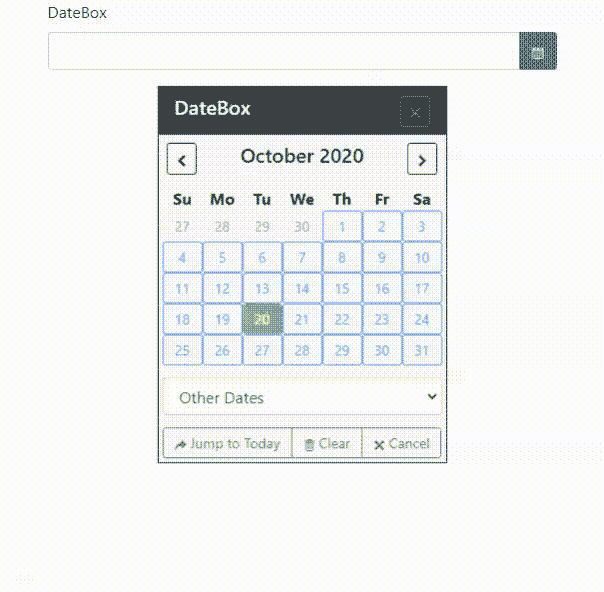 DateBox
DateBox
October 2020
Su Mo Tu We Th Fr Sa
27 28 29 30 1 2 3
4 5 6 7 8 9 10
11 12 13 14 15 16 17
18 19 20 21 22 23 24
25 26 27 28 29 30 31
Other Dates
Jump to Today Clear Cancel